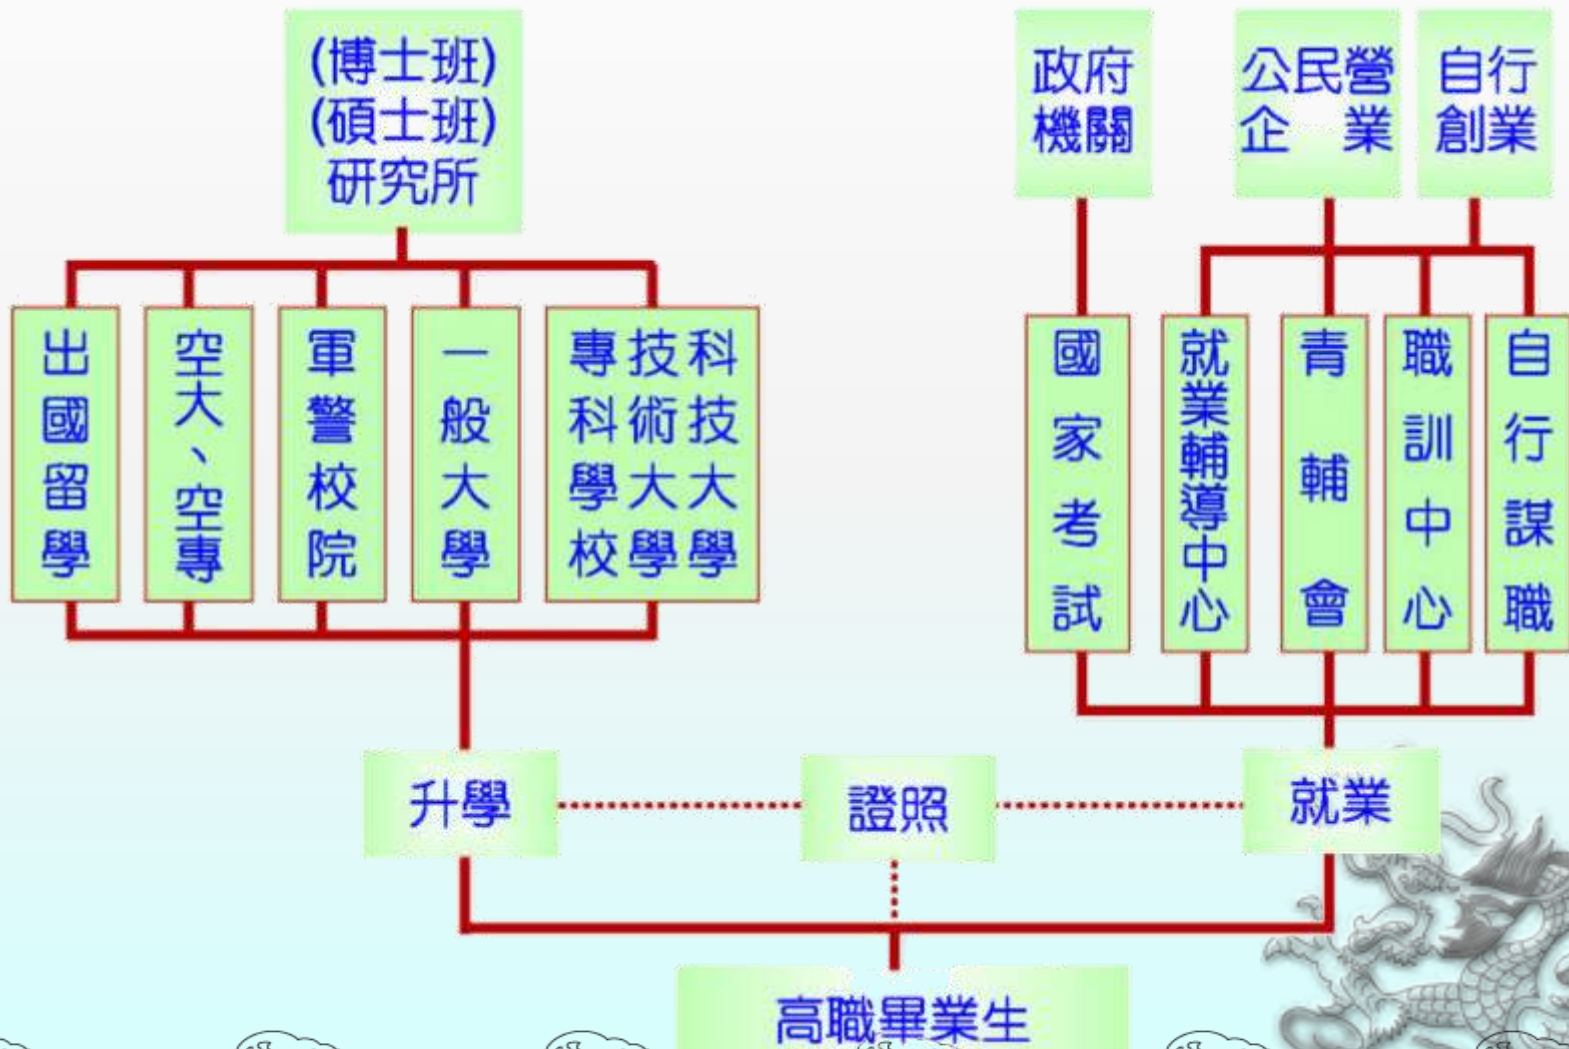 (博士班)
(碩士班)
研究所
政府
機關
公民營
企 業
自行
創業
出國留學
空大、空專
軍警校院
一般大學
科技大學
技術大學
專科學校
國家考試
就業輔導中心
青輔會
職訓中心
自行謀職
升學
證照
就業
高職畢業生